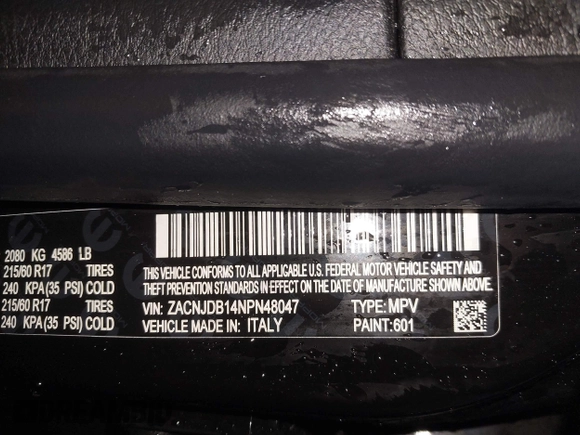 2080 KG 4586 LB
215/60 R17 TIRES
240 KPA(35 PSI) COLD
215/60 R17 TIRES
240 KPA(35 PSI) COLD
THIS VEHICLE CONFORMS TO ALL APPLICABLE U.S. FEDERAL MOTOR VEHICLE SAFETY AND
THEFT PREVENTION STANDARDS IN EFFECT ON THE DATE OF MANUFACTURE SHOWN ABOVE.
VIN: ZACNJDB14NPN48047 TYPE: MPV
VEHICLE MADE IN: ITALY PAINT: 601